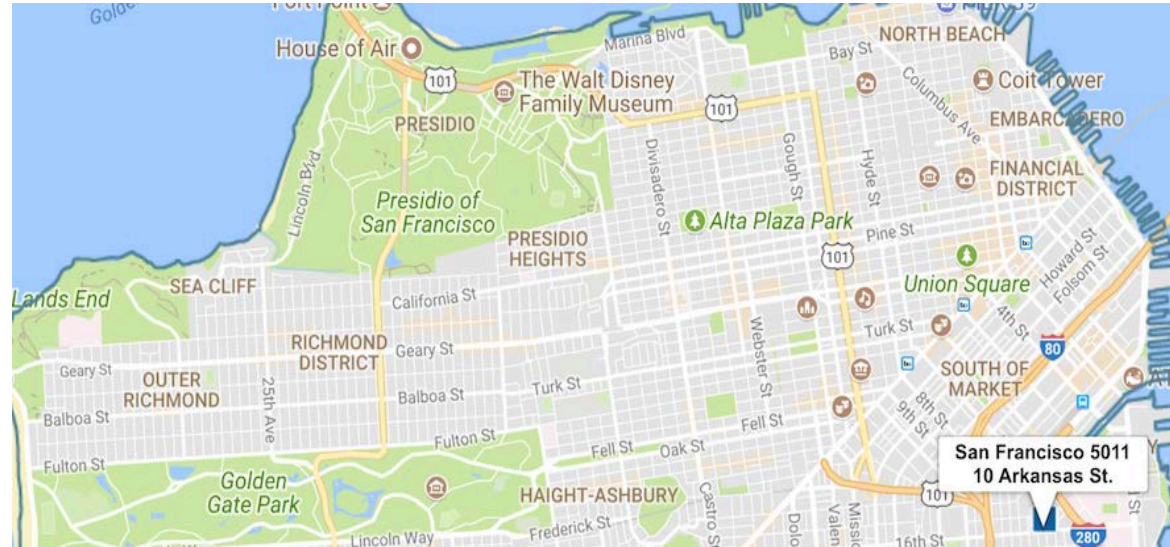 Marina Blvd
NORTH BEACH
Bay St
House of Air
101
The Walt Disney
Family Museum
Coit Tower
Columbus Ave
101
PRESIDIO
EMBARCADERO
Lincoln Blvd
Divisadero St
Gough St
Hyde St
FINANCIAL
DISTRICT
Presidio of
San Francisco
Alta Plaza Park
PRESIDIO
HEIGHTS
Pine St
101
Howard St
Folsom St
Lands End
SEA CLIFF
California St
Union Square
Webster St
4th St
Turk St
RICHMOND
DISTRICT
Geary St
80
Geary St
OUTER
RICHMOND
25th Ave
Turk St
SOUTH OF
MARKET
Balboa St
Balboa St
8th St
9th St
Fell St
Fulton St
Fell St
Oak St
San Francisco 5011
10 Arkansas St.
Fulton St
Golden
Gate Park
HAIGHT-ASHBURY
Castro St
101
Frederick St
Lincoln Way
16th St
280